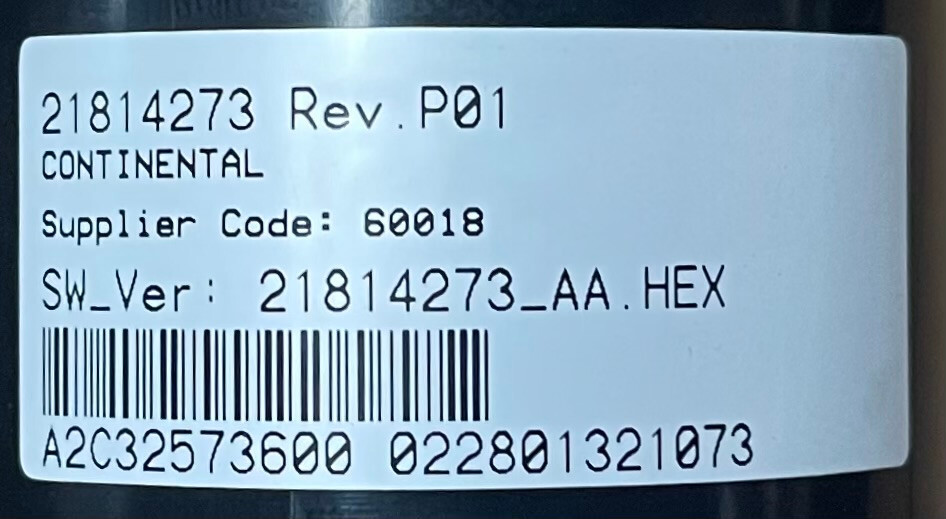 21814273 Rev.P01
CONTINENTAL
Supplier Code: 60018
SW_Ver: 21814273_AA.HEX
A2C32573600 022801321073